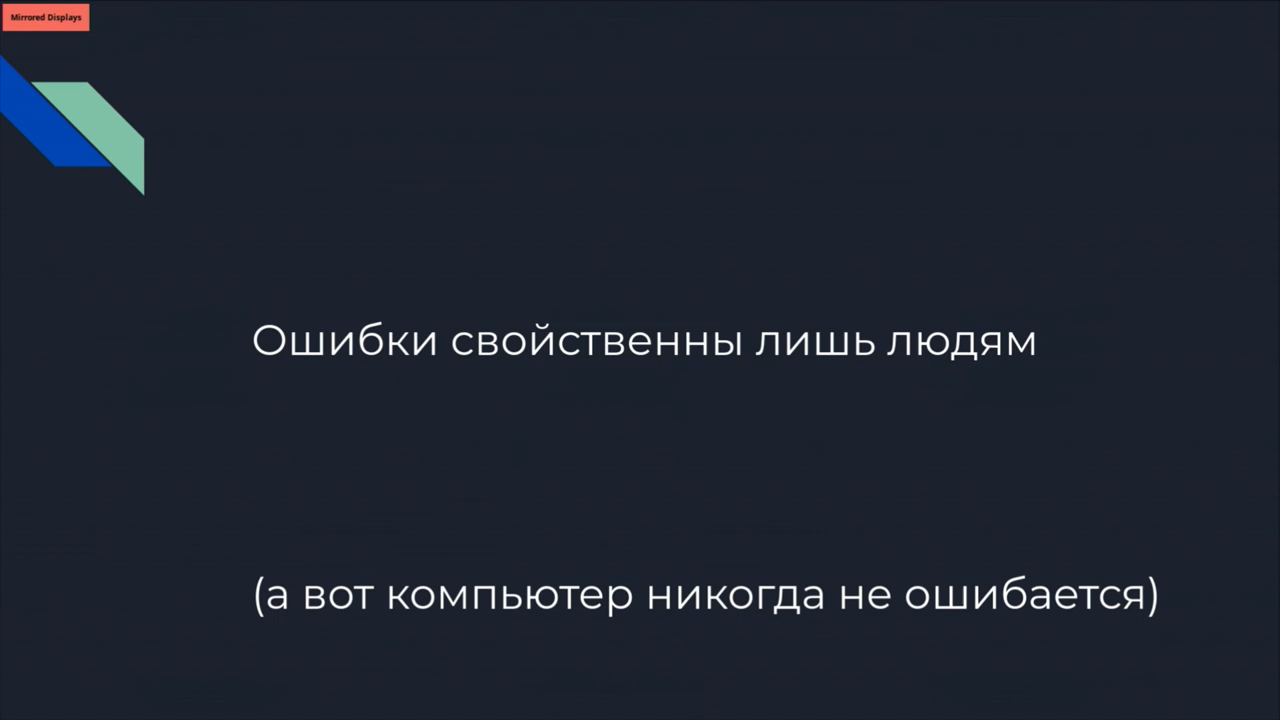 Mirrored Displays
Ошибки свойственны лишь людям
(а вот компьютер никогда не ошибается)